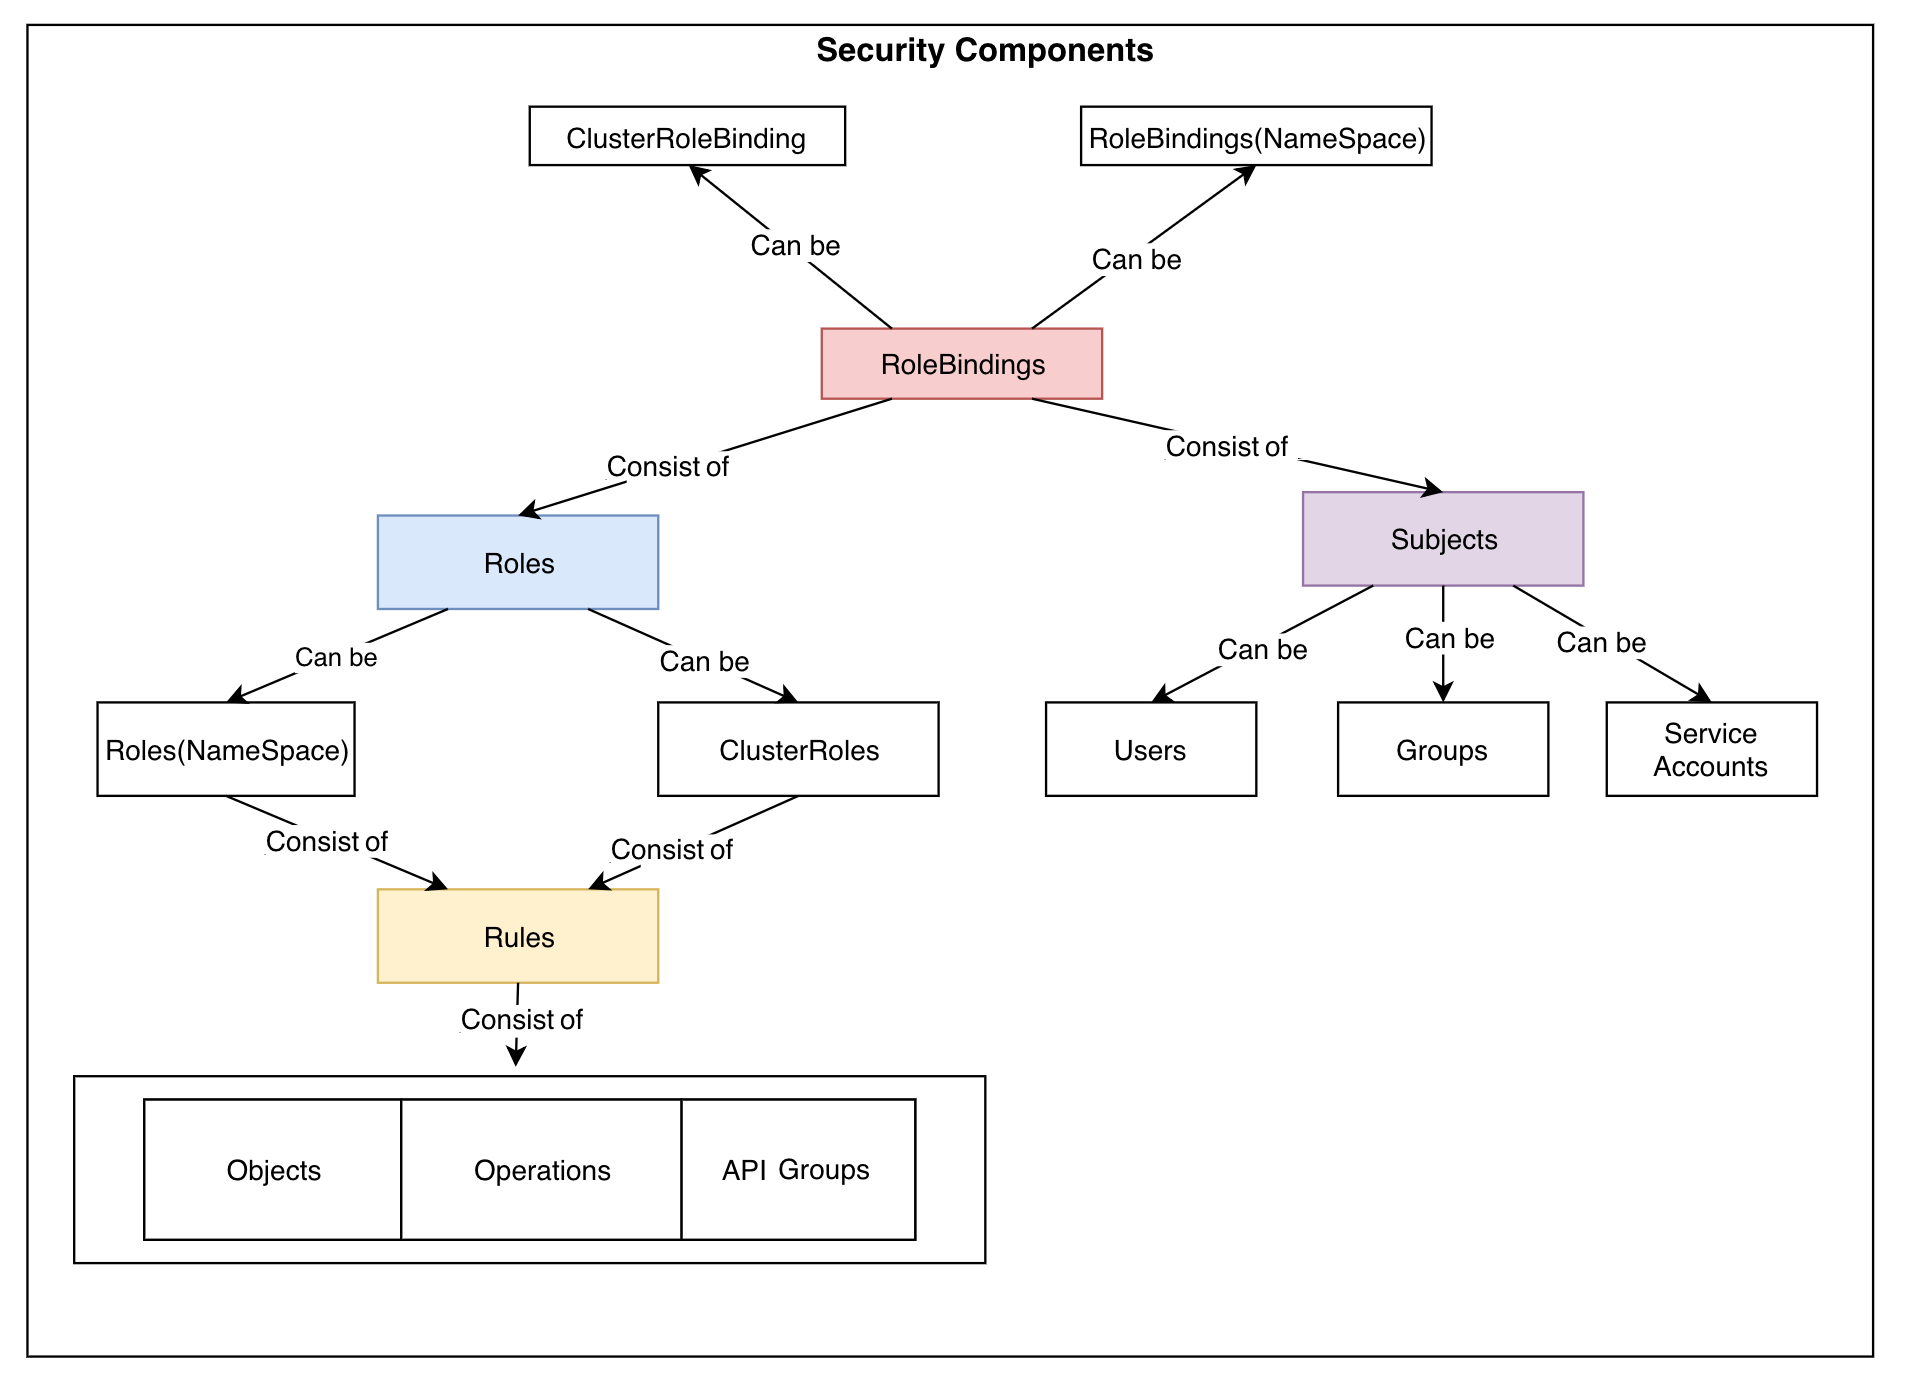 Security Components
ClusterRoleBinding
RoleBindings(NameSpace)
Can be
Can be
RoleBindings
Consist of
Consist of
Roles
Subjects
Can be
Can be
Can be
Can be
Can be
Roles(NameSpace)
ClusterRoles
Users
Groups
Service
Accounts
Consist of
Consist of
Rules
Consist of
Objects
Operations
API Groups